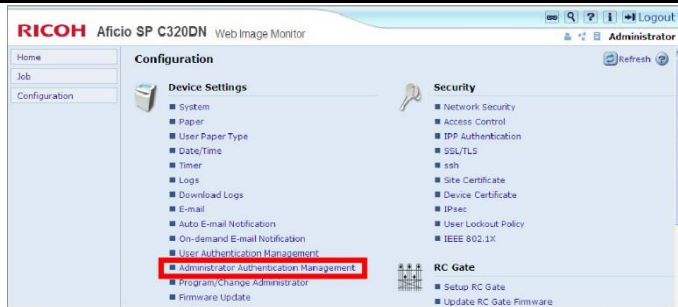 Logout
RICOH Aficio SP C320DN Web Image Monitor
Administrator
Home
Job
Configuration
Configuration
Refresh
Device Settings
System
Paper
User Paper Type
Date/Time
Timer
Logs
Download Logs
E-mail
Auto E-mail Notification
On-demand E-mail Notification
User Authentication Management
Administrator Authentication Management
Program/Change Administrator
Firmware Update
Security
Network Security
Access Control
IPP Authentication
SSL/TLS
ssh
Site Certificate
Device Certificate
IPsec
User Lockout Policy
IEEE 802.1X
RC Gate
Setup RC Gate
Update RC Gate Firmware